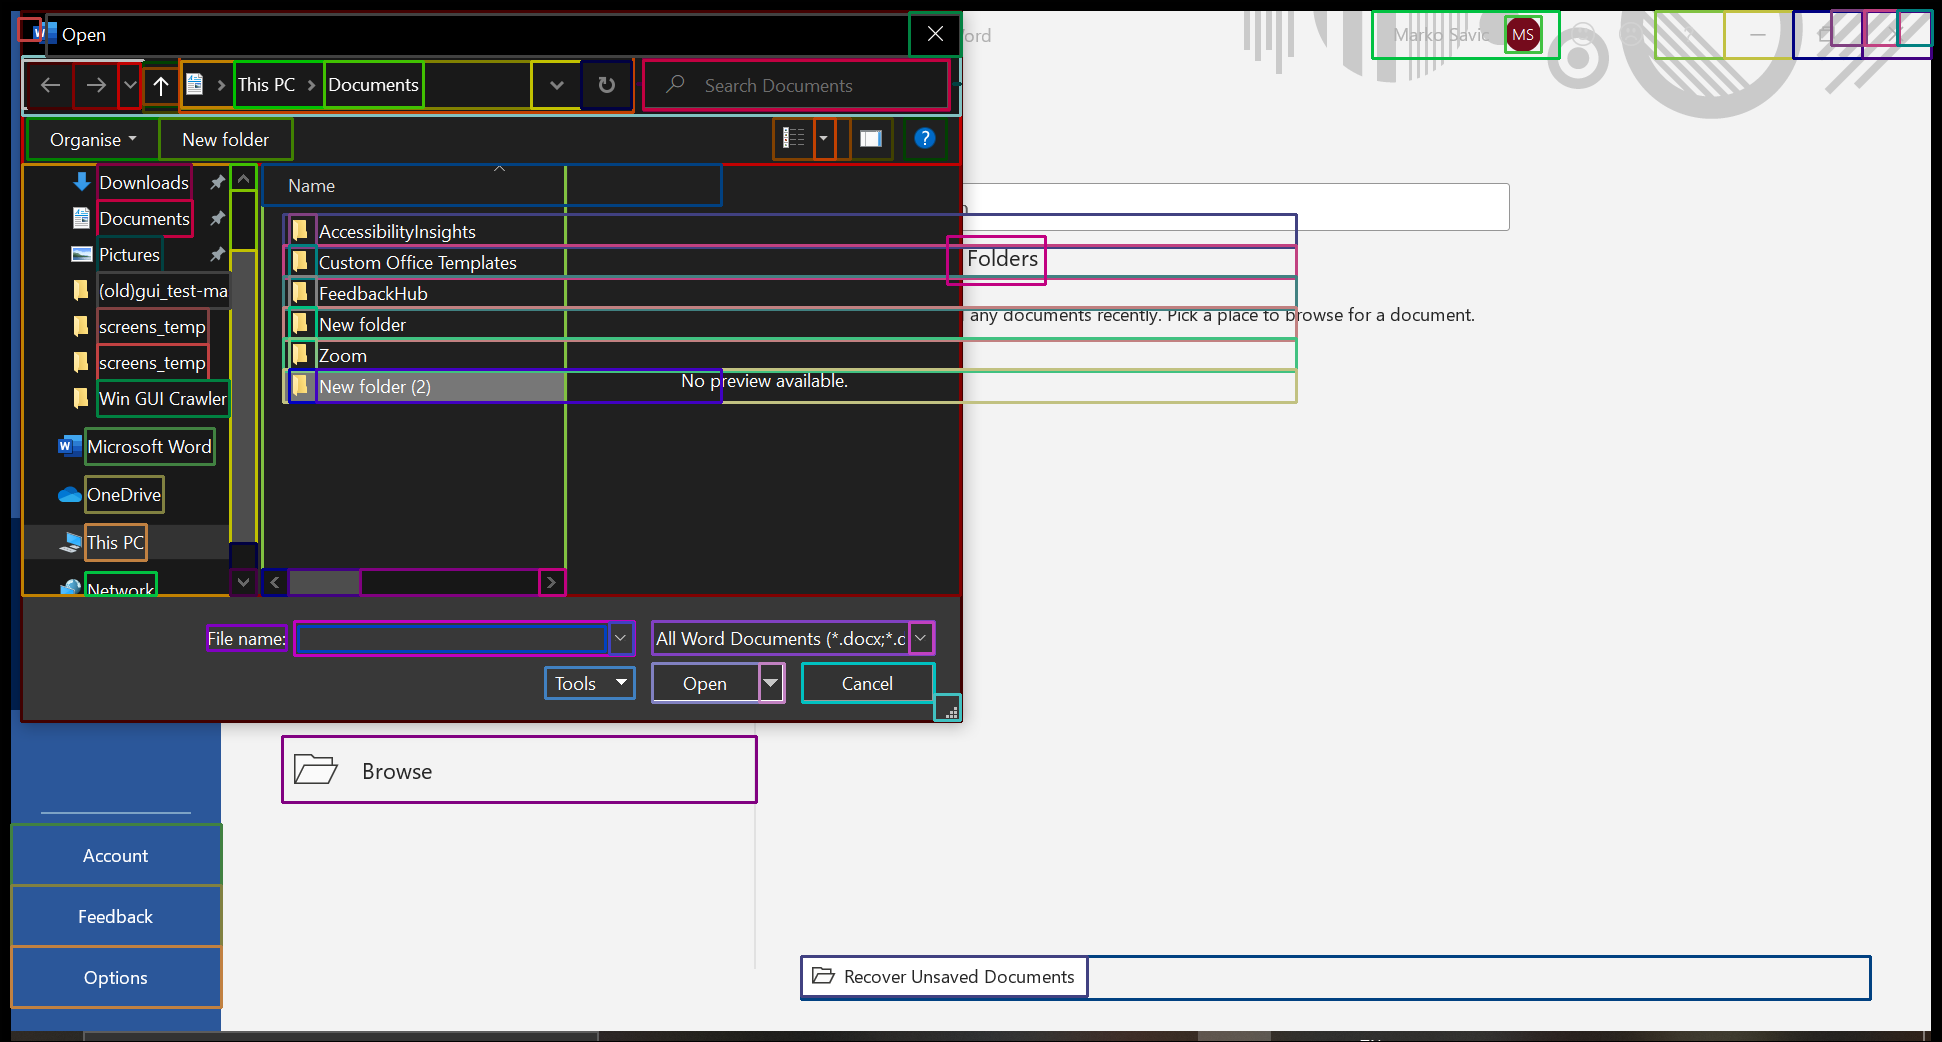 Open
ord
Marko Savic
MS
This PC
Documents
Search Documents
Organise
New folder
?
Downloads
Documents
Pictures
(old)gui_test-ma
screens_temp
screens_temp
Win GUI Crawler
Microsoft Word
OneDrive
This PC
Network
Name
AccessibilityInsights
Custom Office Templates
FeedbackHub
New folder
Zoom
New folder (2)
No preview available.
Folders
any documents recently. Pick a place to browse for a document.
File name:
All Word Documents (*.docx;*.c
Tools
Open
Cancel
Browse
Account
Feedback
Options
Recover Unsaved Documents